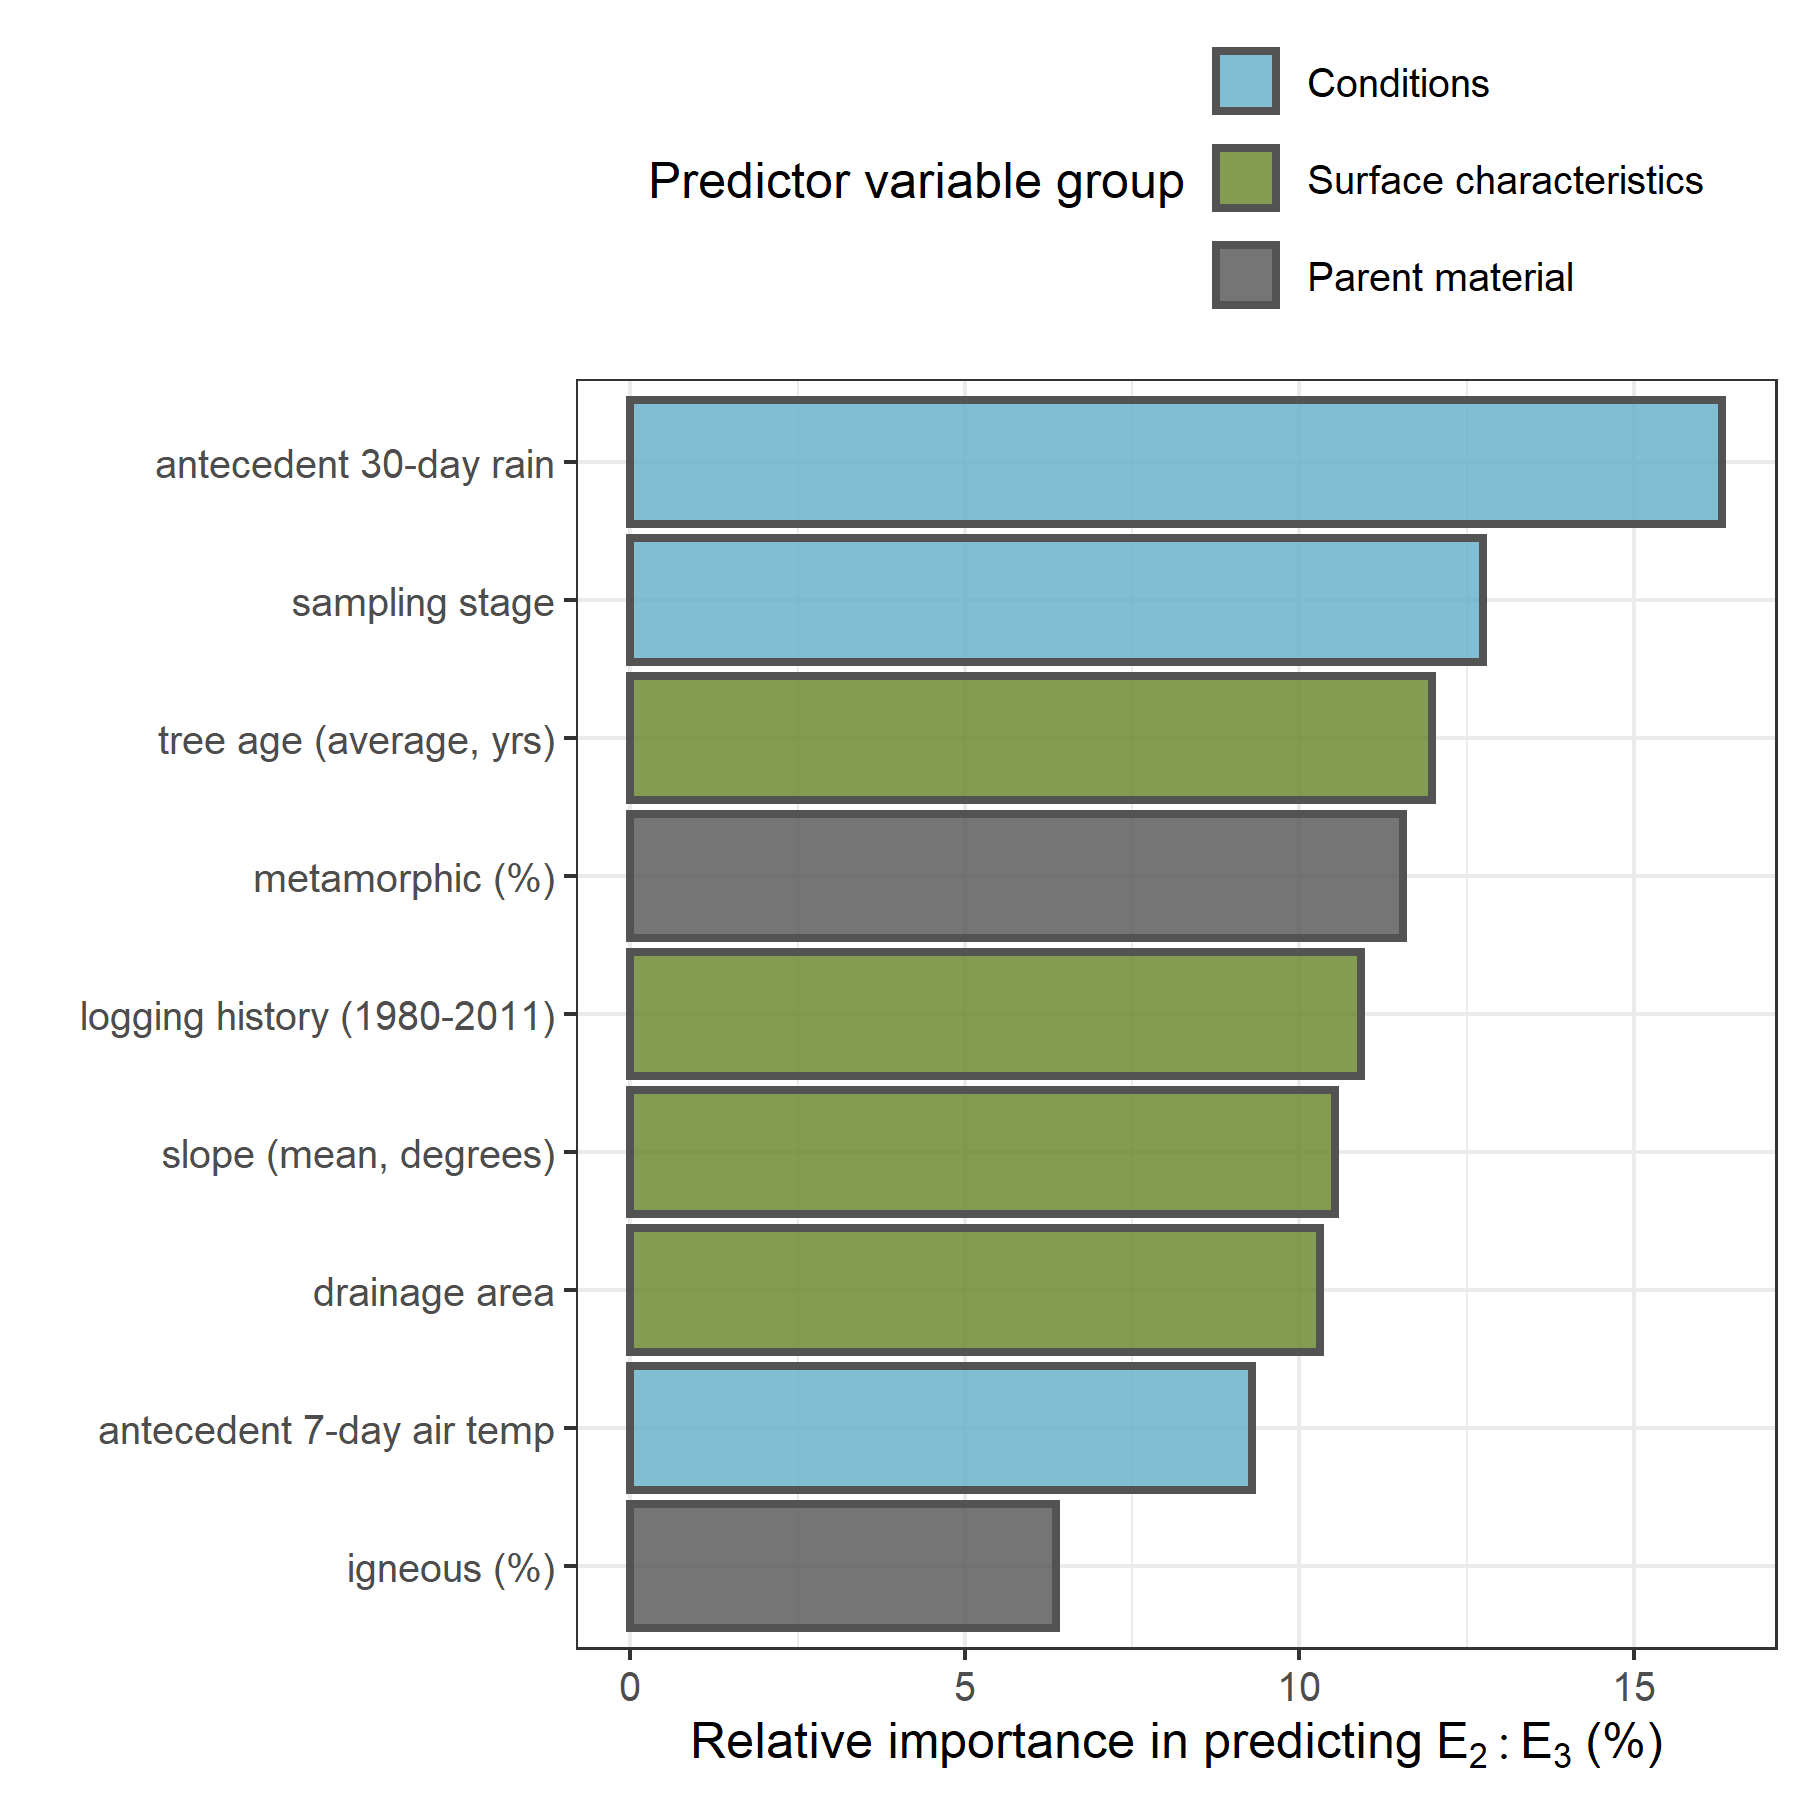 Conditions
Predictor variable group
Surface characteristics
Parent material
antecedent 30-day rain
sampling stage
tree age (average, yrs)
metamorphic (%)
logging history (1980-2011)
slope (mean, degrees)
drainage area
antecedent 7-day air temp
igneous (%)
0 5 10 15
Relative importance in predicting E₂ : E₃ (%)